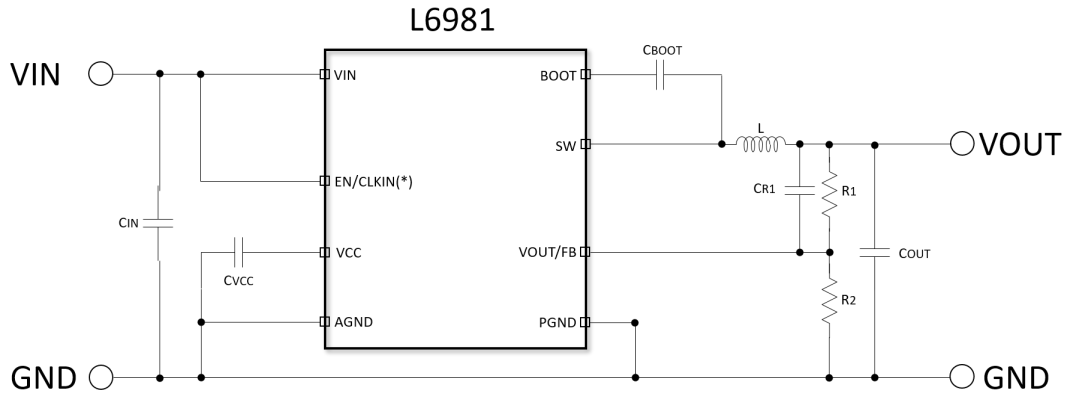 L6981
CBOOT
VIN
VIN
BOOT
L
SW
VOUT
EN/CLKIN(*)
CR1
R1
CIN
VCC
VOUT/FB
COUT
CVCC
R2
AGND
PGND
GND
GND